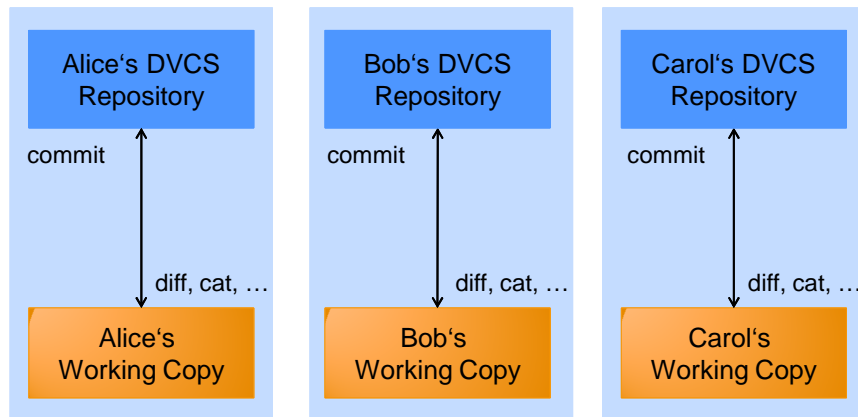 Alice‘s DVCS
Repository
commit
diff, cat, …
Alice‘s
Working Copy
Bob‘s DVCS
Repository
commit
diff, cat, …
Bob‘s
Working Copy
Carol‘s DVCS
Repository
commit
diff, cat, …
Carol‘s
Working Copy